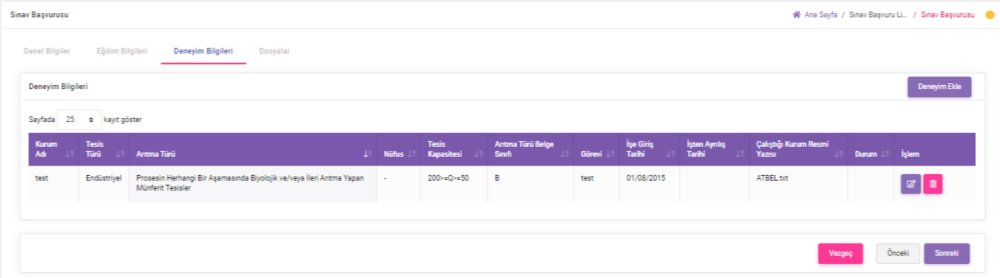 Sınav Başvurusu
Ana Sayfa / Sınav Başvuru Li... / Sınav Başvurusu
Genel Bilgiler Eğitim Bilgileri Deneyim Bilgileri Dosyalar
Deneyim Bilgileri
Deneyim Ekle
Sayfada 25 kayıt göster
Kurum Adı Tesis Türü Arıtma Türü Nüfus Tesis Kapasitesi Arıtma Türü Belge Sınıfı Görevi İşe Giriş Tarihi İşten Ayrılış Tarihi Çalıştığı Kurum Resmi Yazısı Durum İşlem
test Endüstriyel Prosesin Herhangi Bir Aşamasında Biyolojik ve/veya İleri Arıtma Yapan - 200>=Q>=50 B test 01/08/2015 ATBEL.txt
Münferit Tesisler
Vazgeç Önceki Sonraki